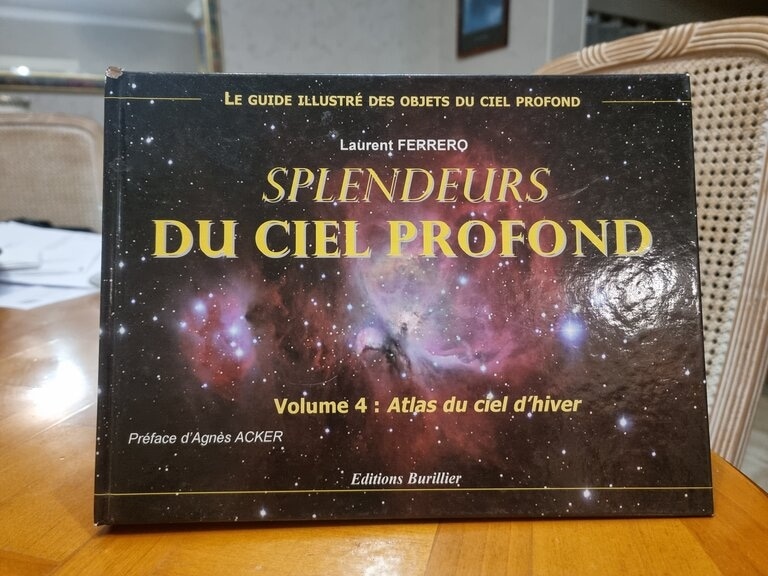 LE GUIDE ILLUSTRÉ DES OBJETS DU CIEL PROFOND
Laurent FERRERO
SPLENDEURS
DU CIEL PROFOND
Volume 4 : Atlas du ciel d'hiver
Préface d'Agnès ACKER
Editions Burillier